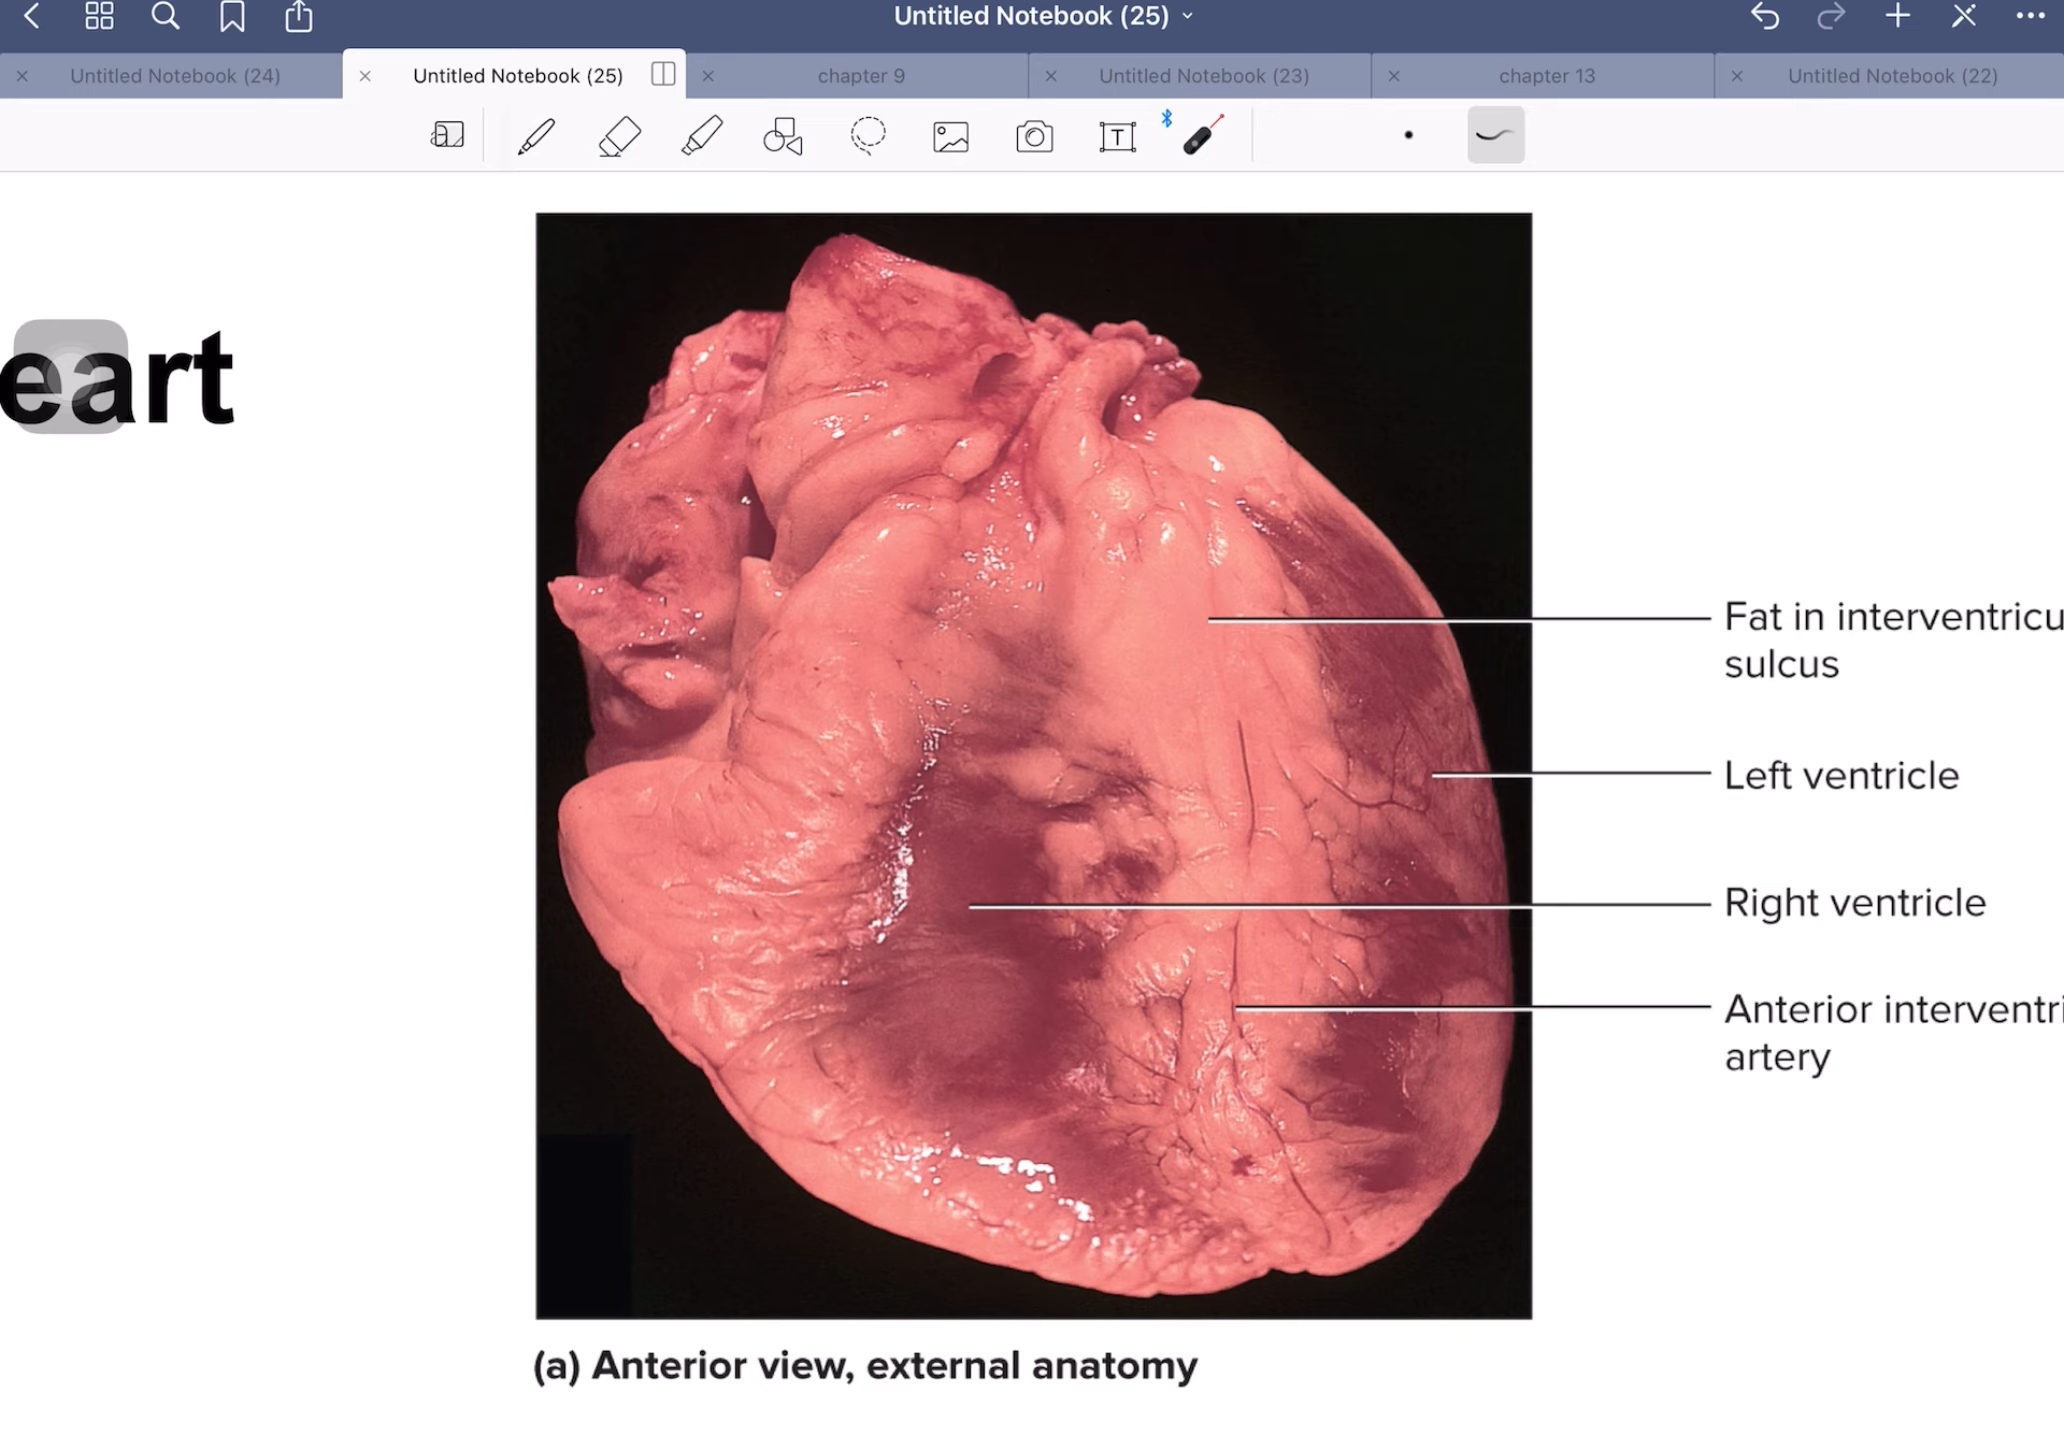 Untitled Notebook (25)
Untitled Notebook (24)
Untitled Notebook (25)
chapter 9
Untitled Notebook (23)
chapter 13
Untitled Notebook (22)
eart
Fat in interventricu
sulcus
Left ventricle
Right ventricle
Anterior interventri
artery
(a) Anterior view, external anatomy